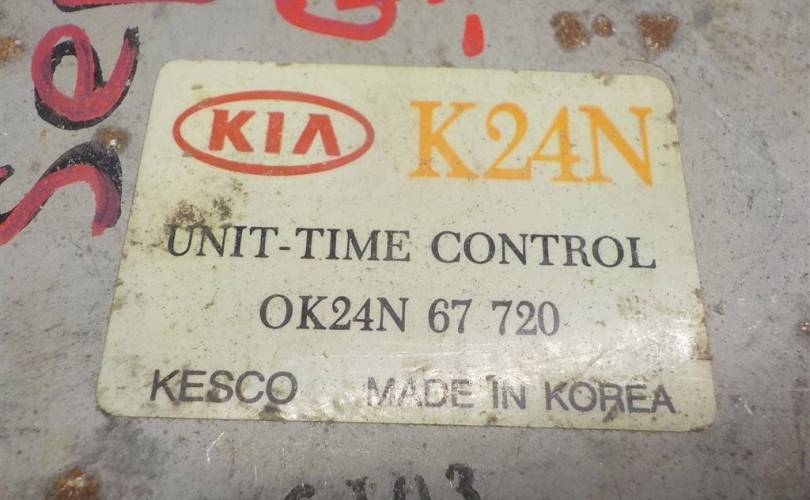 KIA K24N
UNIT-TIME CONTROL
OK24N 67 720
KESCO MADE IN KOREA